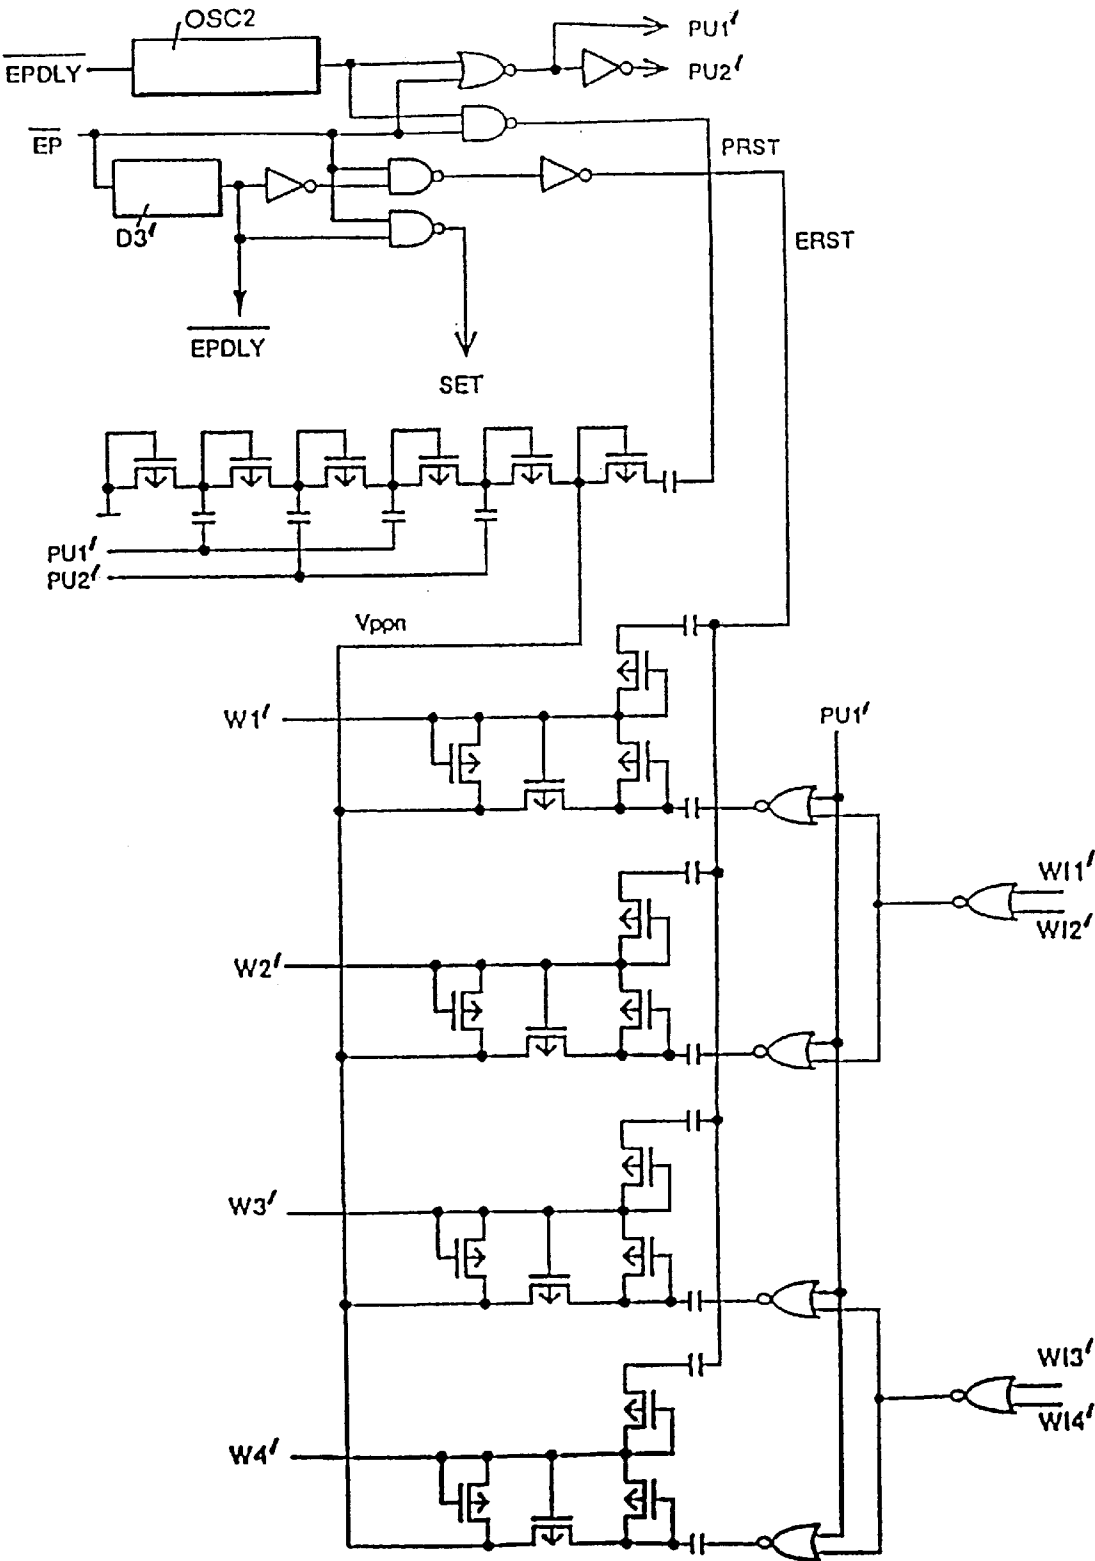 OSC2
EPDLY
PU1′
PU2′
EP
PRST
D3′
ERST
EPDLY
SET
PU1′
PU2′
Vppn
W1′
PU1′
WI1′
WI2′
W2′
W3′
WI3′
WI4′
W4′